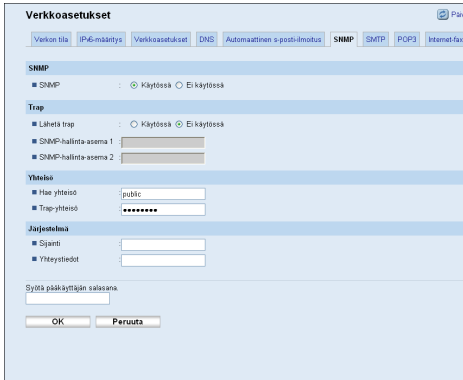 Verkkoasetukset
Verkon tila IPv6-määritys Verkkoasetukset DNS Automaattinen s-posti-ilmoitus SNMP SMTP POP3 Internet-fax
SNMP
SNMP : Käytössä Ei käytössä
Trap
Lähetä trap : Käytössä Ei käytössä
SNMP-hallinta-asema 1 :
SNMP-hallinta-asema 2 :
Yhteisö
Hae yhteisö : public
Trap-yhteisö : ••••••••
Järjestelmä
Sijainti :
Yhteystiedot :
Syötä pääkäyttäjän salasana.
OK Peruuta